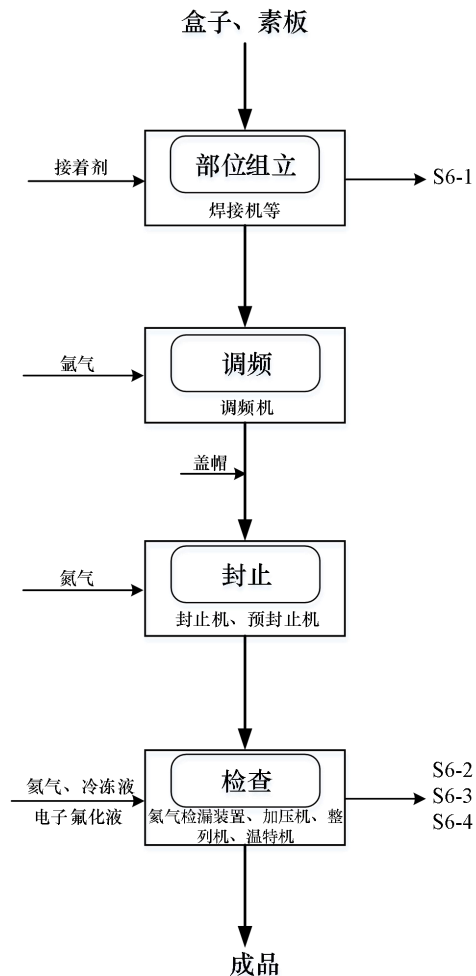 盒子、素板
接着剂
部位组立
焊接机等
S6-1
氩气
调频
调频机
盖帽
氮气
封止
封止机、预封止机
氦气、冷冻液
电子氟化液
检查
氦气检漏装置、加压机、整
列机、温特机
S6-2
S6-3
S6-4
成品